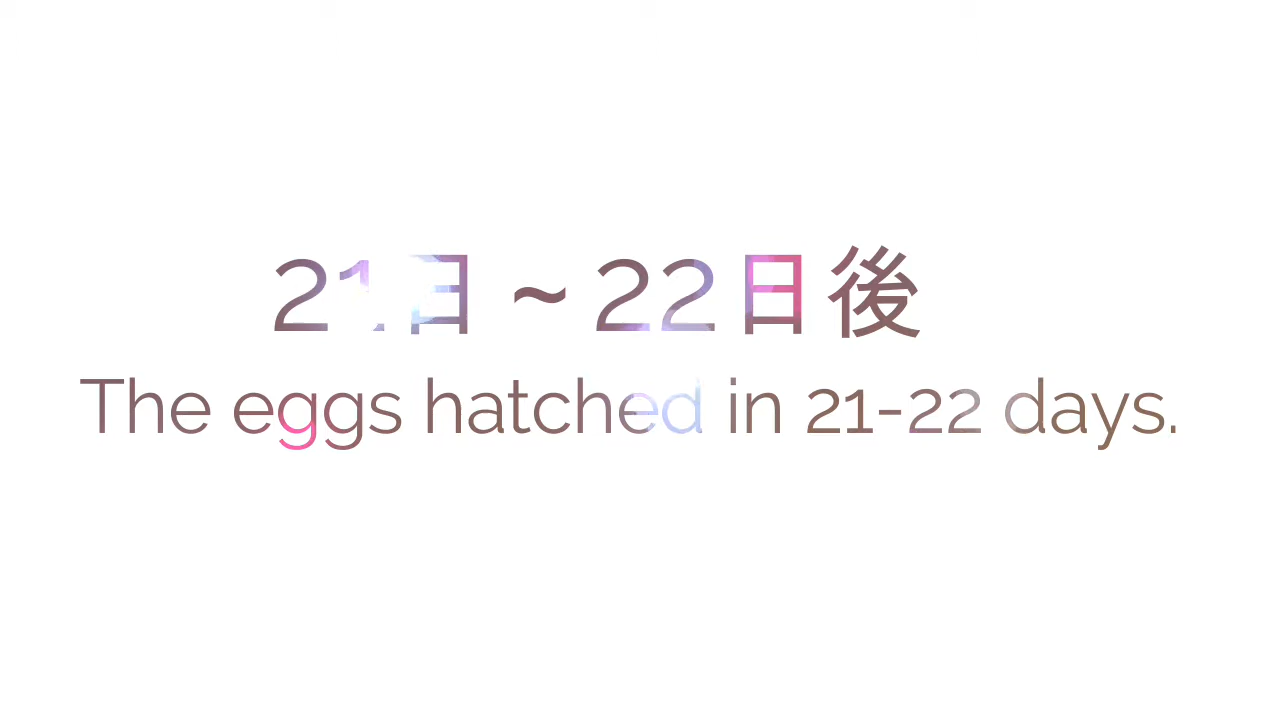 21日~22日後
The eggs hatched in 21-22 days.